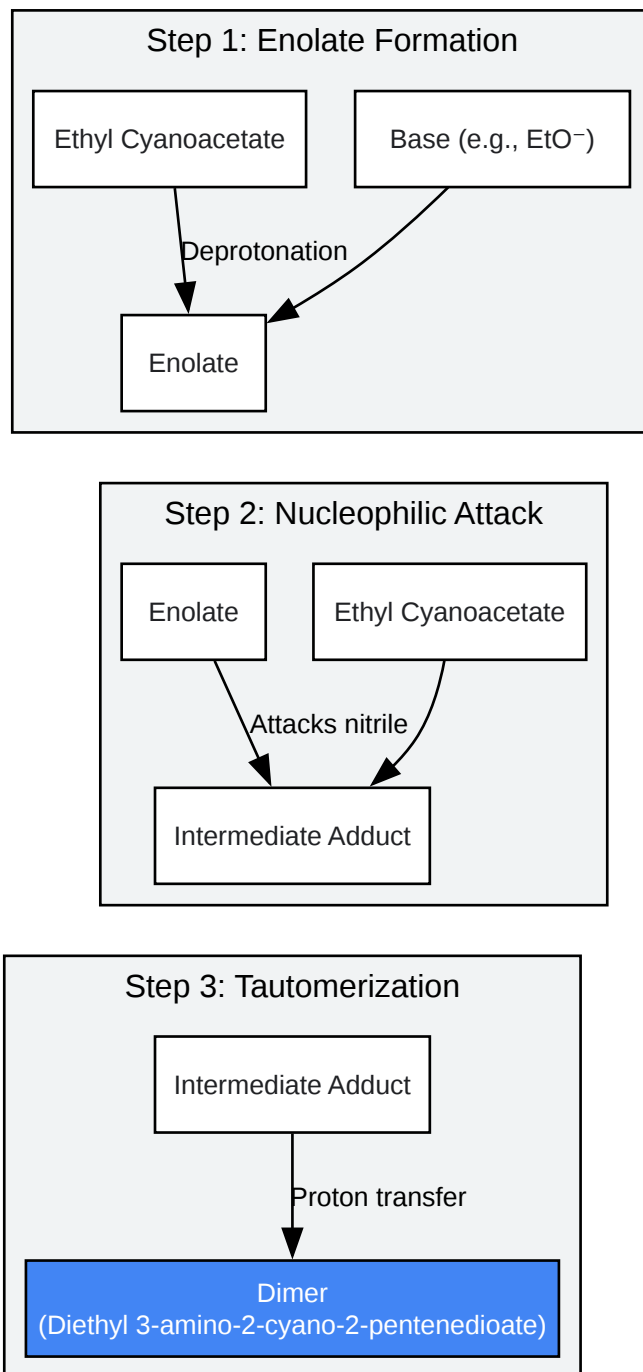 Step 1: Enolate Formation
Ethyl Cyanoacetate
Base (e.g., EtO⁻)
Deprotonation
Enolate
Step 2: Nucleophilic Attack
Enolate
Ethyl Cyanoacetate
Attacks nitrile
Intermediate Adduct
Step 3: Tautomerization
Intermediate Adduct
Proton transfer
Dimer
(Diethyl 3-amino-2-cyano-2-pentenedioate)